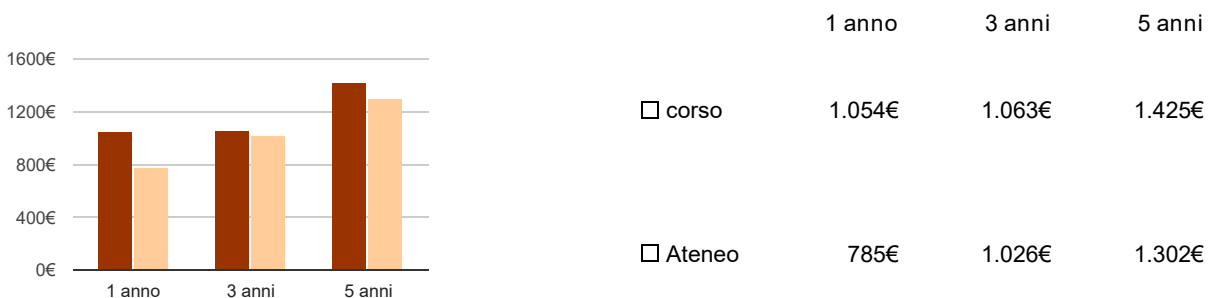 1600€
1200€
800€
400€
0€
1 anno 3 anni 5 anni
1 anno 3 anni 5 anni
corso 1.054€ 1.063€ 1.425€
Ateneo 785€ 1.026€ 1.302€